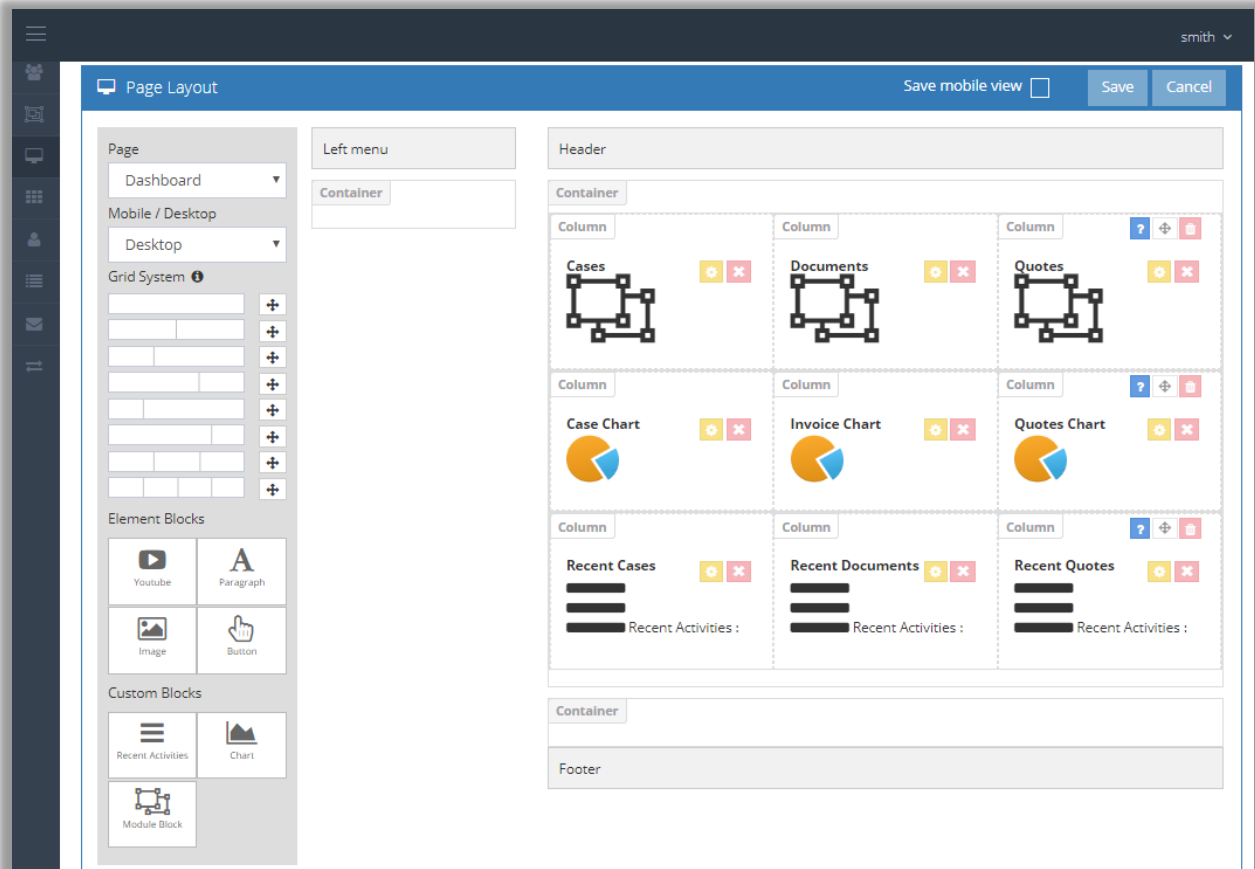 smith
Page Layout
Save mobile view
Save
Cancel
Page
Dashboard
Mobile / Desktop
Desktop
Grid System
Element Blocks
Youtube
Paragraph
Image
Button
Custom Blocks
Recent Activities
Chart
Module Block
Left menu
Container
Header
Container
Column
Column
Column
?
Cases
Documents
Quotes
Column
Column
Column
?
Case Chart
Invoice Chart
Quotes Chart
Column
Column
Column
?
Recent Cases
Recent Documents
Recent Quotes
Recent Activities :
Recent Activities :
Recent Activities :
Container
Footer